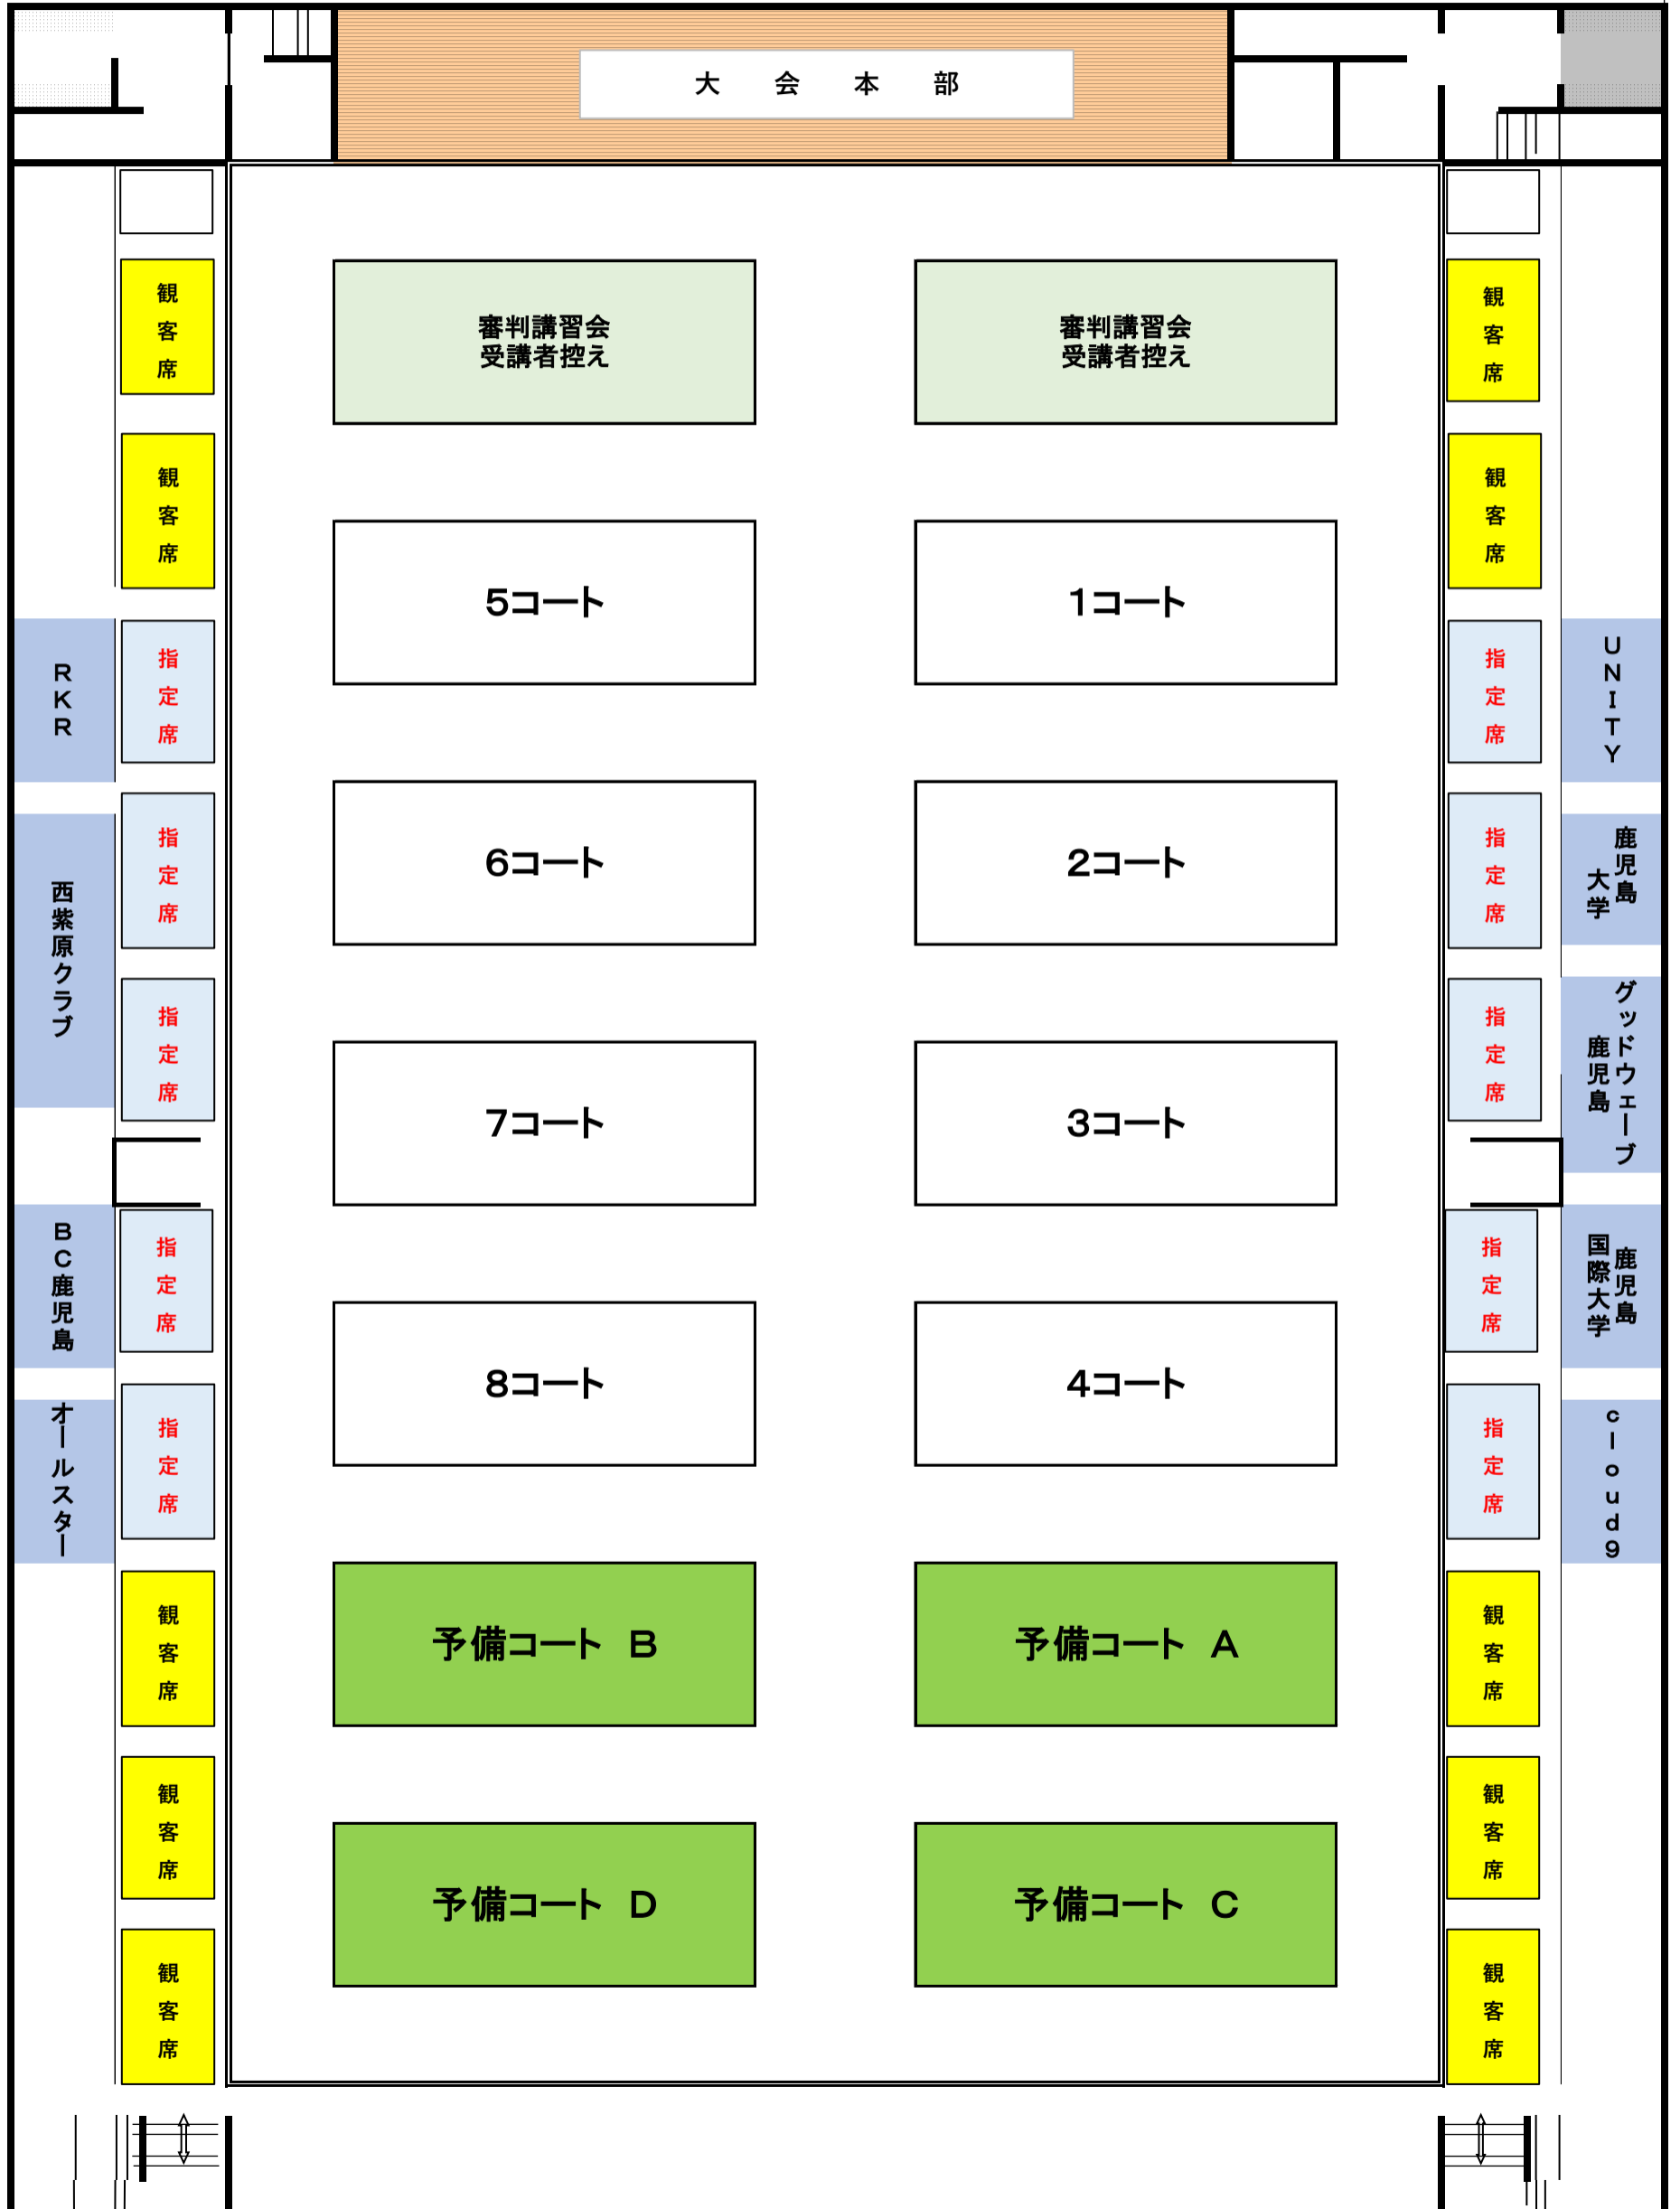 大会本部
観客席
審判講習会
受講者控え
審判講習会
受講者控え
観客席
観客席
観客席
5コート
1コート
RKR
指定席
指定席
UNITY
6コート
2コート
西紫原クラブ
指定席
指定席
鹿児島
大学
指定席
7コート
3コート
指定席
グッドウェーブ
鹿児島
BC鹿児島
指定席
指定席
鹿児島
国際大学
8コート
4コート
オールスター
指定席
指定席
cloud9
観客席
予備コート B
予備コート A
観客席
観客席
観客席
予備コート D
予備コート C
観客席
観客席